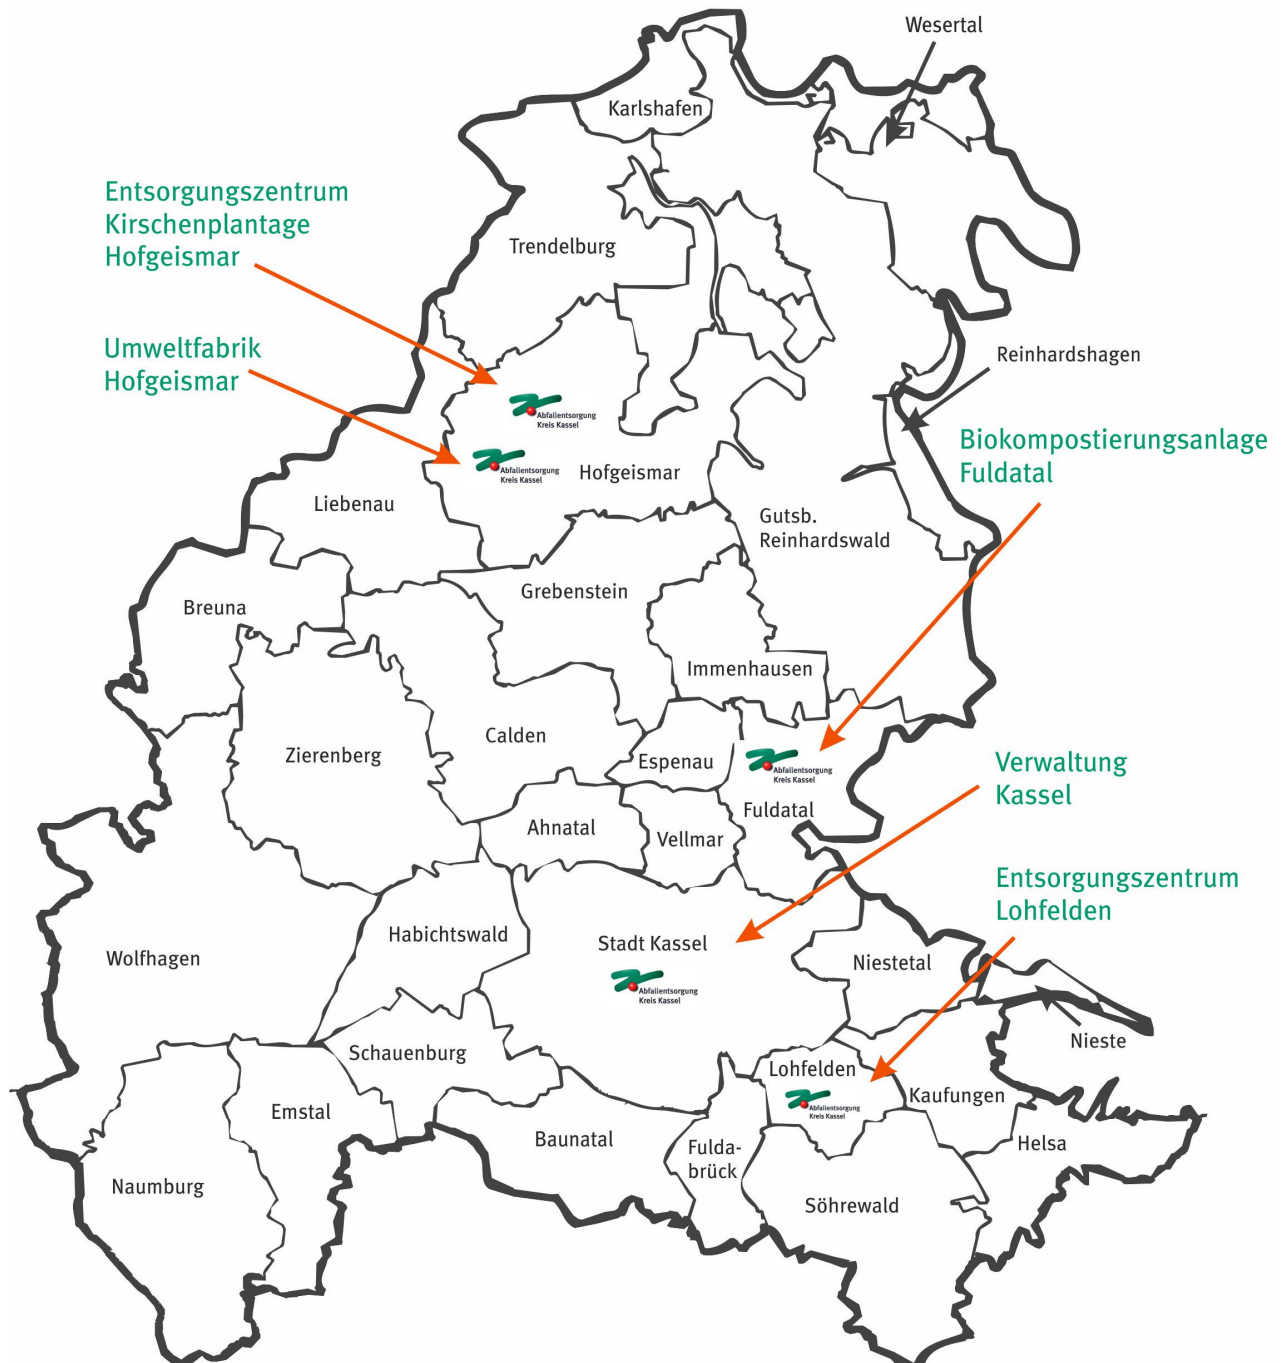 Wesertal
Karlshafen
Entsorgungszentrum
Kirschenplantage
Hofgeismar
Trendelburg
Umweltfabrik
Hofgeismar
Reinhardshagen
Abfallentsorgung
Kreis Kassel
Biokompostierungsanlage
Fuldatal
Abfallentsorgung
Kreis Kassel
Hofgeismar
Liebenau
Gutsb.
Reinhardswald
Grebenstein
Breuna
Immenhausen
Calden
Zierenberg
Espenau
Abfallentsorgung
Kreis Kassel
Verwaltung
Kassel
Fuldatal
Ahnatal
Vellmar
Entsorgungszentrum
Lohfelden
Habichtswald
Stadt Kassel
Wolfhagen
Niestetal
Abfallentsorgung
Kreis Kassel
Nieste
Schauenburg
Lohfelden
Kaufungen
Abfallentsorgung
Kreis Kassel
Emstal
Baunatal
Helsa
Fulda-
brück
Naumburg
Söhrewald